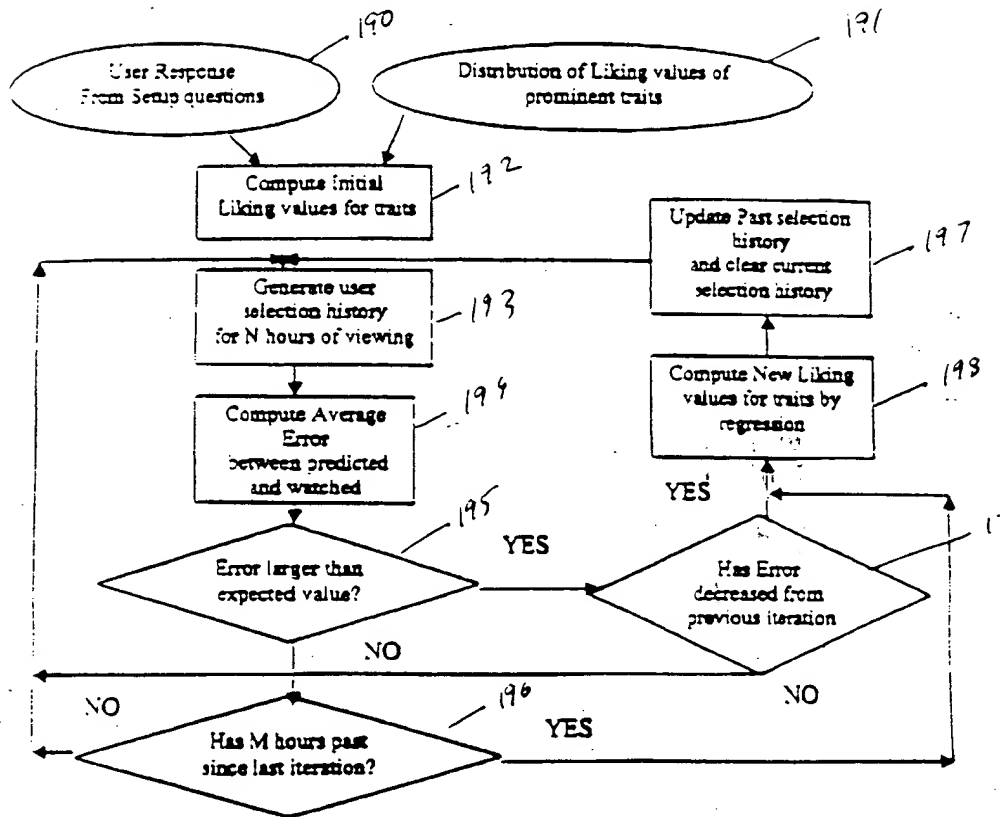 190
191
User Response
From Setup questions
Distribution of Liking values of
prominent traits
192
Compute Initial
Liking values for traits
Update Past selection
history
and clear current
selection history
197
Generate user
selection history
for N hours of viewing
193
Compute New Liking
values for traits by
regression
198
Compute Average
Error
between predicted
and watched
194
YES
195
YES
Error larger than
expected value?
Has Error
decreased from
previous iteration
NO
NO
NO
196
YES
Has M hours past
since last iteration?